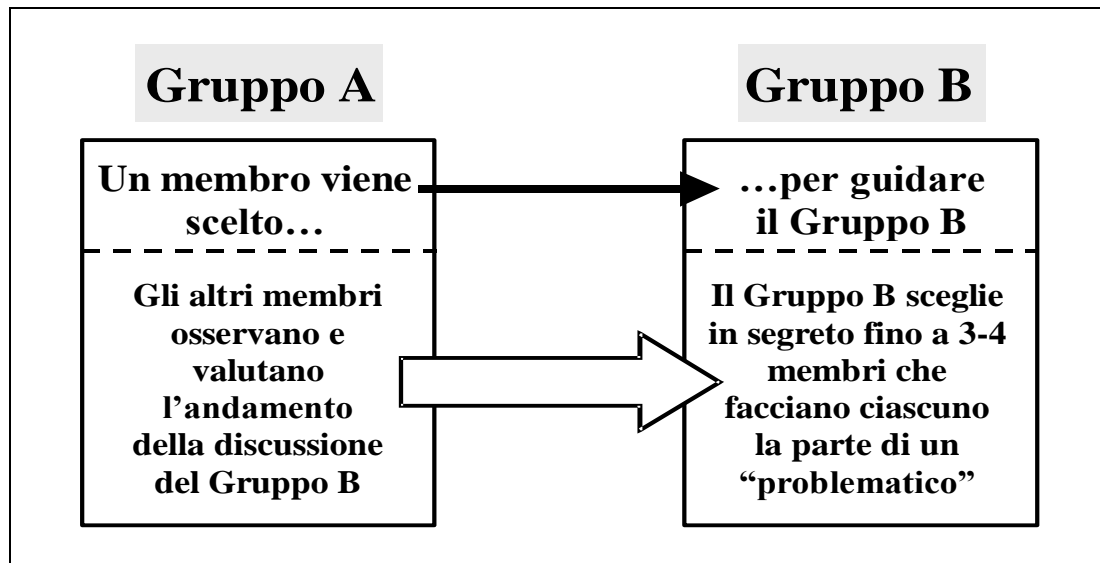 Gruppo A
Un membro viene
scelto…
Gli altri membri
osservano e
valutano
l’andamento
della discussione
del Gruppo B
Gruppo B
…per guidare
il Gruppo B
Il Gruppo B sceglie
in segreto fino a 3-4
membri che
facciano ciascuno
la parte di un
“problematico”